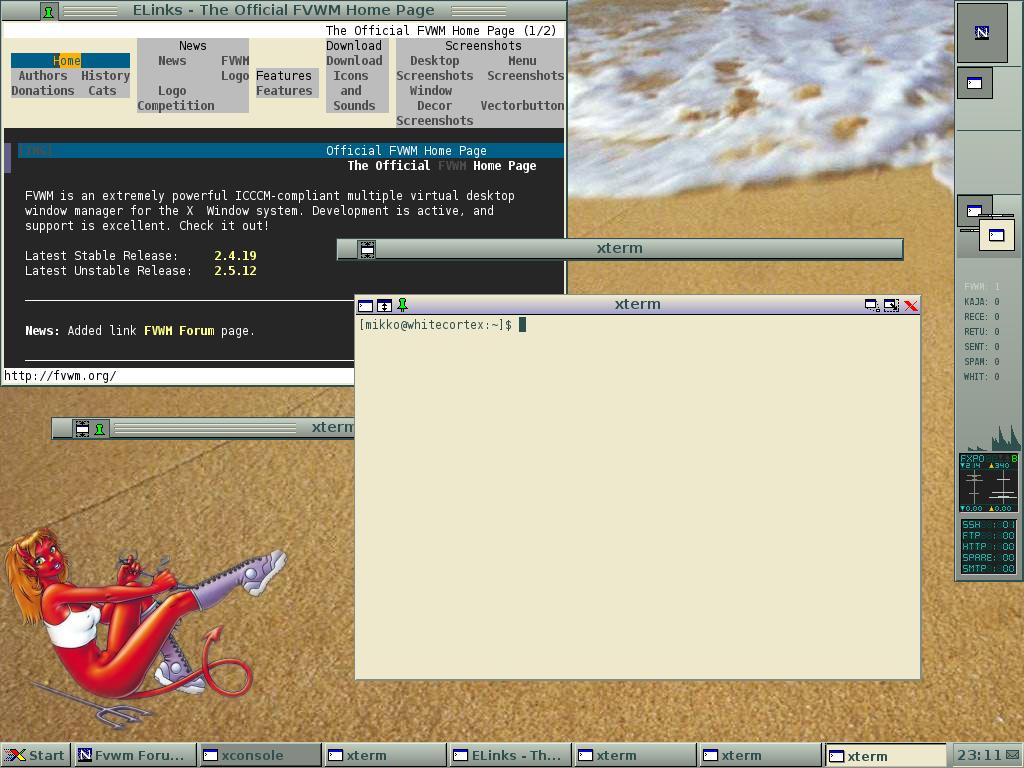 ELinks - The Official FVWM Home Page
The Official FVWM Home Page (1/2)
News Download Screenshots
Home News FVWM Download Desktop Menu
Authors History Logo Features Icons Screenshots Screenshots
Donations Cats Logo Features and Window
Competition Sounds Decor Vectorbutton
Screenshots
[IMG] Official FVWM Home Page
The Official FVWM Home Page
FVWM is an extremely powerful ICCCM-compliant multiple virtual desktop
window manager for the X Window system. Development is active, and
support is excellent. Check it out!
Latest Stable Release: 2.4.19
Latest Unstable Release: 2.5.12
News: Added link FVWM Forum page.
http://fvwm.org/
xterm
xterm
[mikko@whitecortex:~]$
xterm
N
FVWM: 1
KAJA: 0
RECE: 0
RETU: 0
SENT: 0
SPAM: 0
WHIT: 0
FXP0 B
▼214 ▲340
▼0.00 ▲0.00
SSH : 01
FTP : 00
HTTP : 00
SPARE: 00
SMTP : 00
Start N Fvwm Foru... xconsole xterm ELinks - Th... xterm xterm xterm 23:11